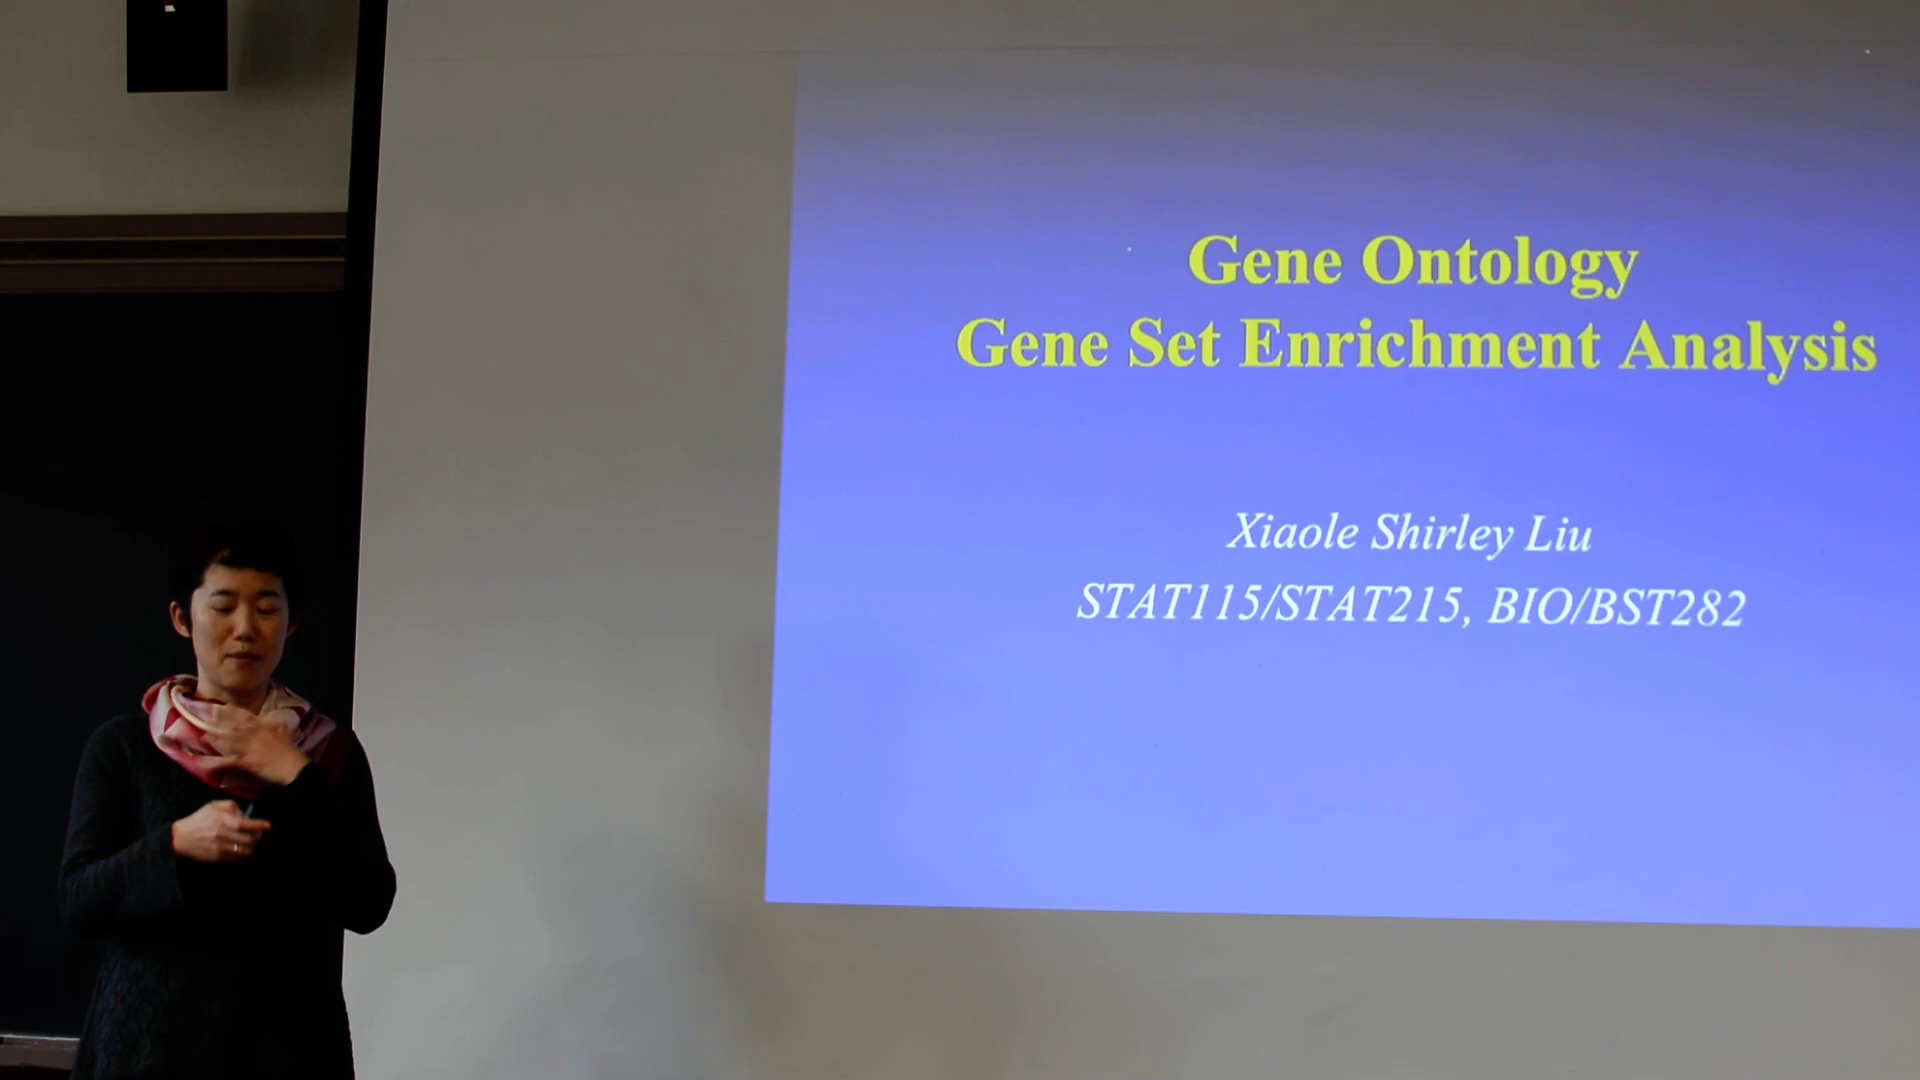 Gene Ontology
Gene Set Enrichment Analysis
Xiaole Shirley Liu
STAT115/STAT215, BIO/BST282